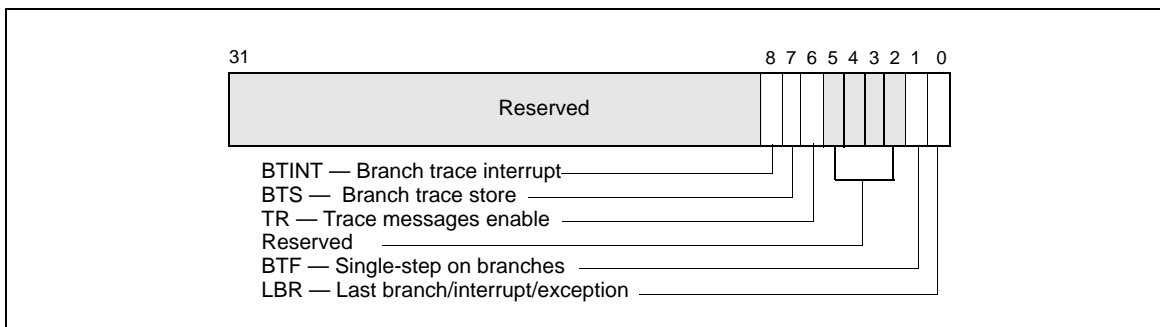 31 8 7 6 5 4 3 2 1 0
Reserved
BTINT — Branch trace interrupt
BTS — Branch trace store
TR — Trace messages enable
Reserved
BTF — Single-step on branches
LBR — Last branch/interrupt/exception